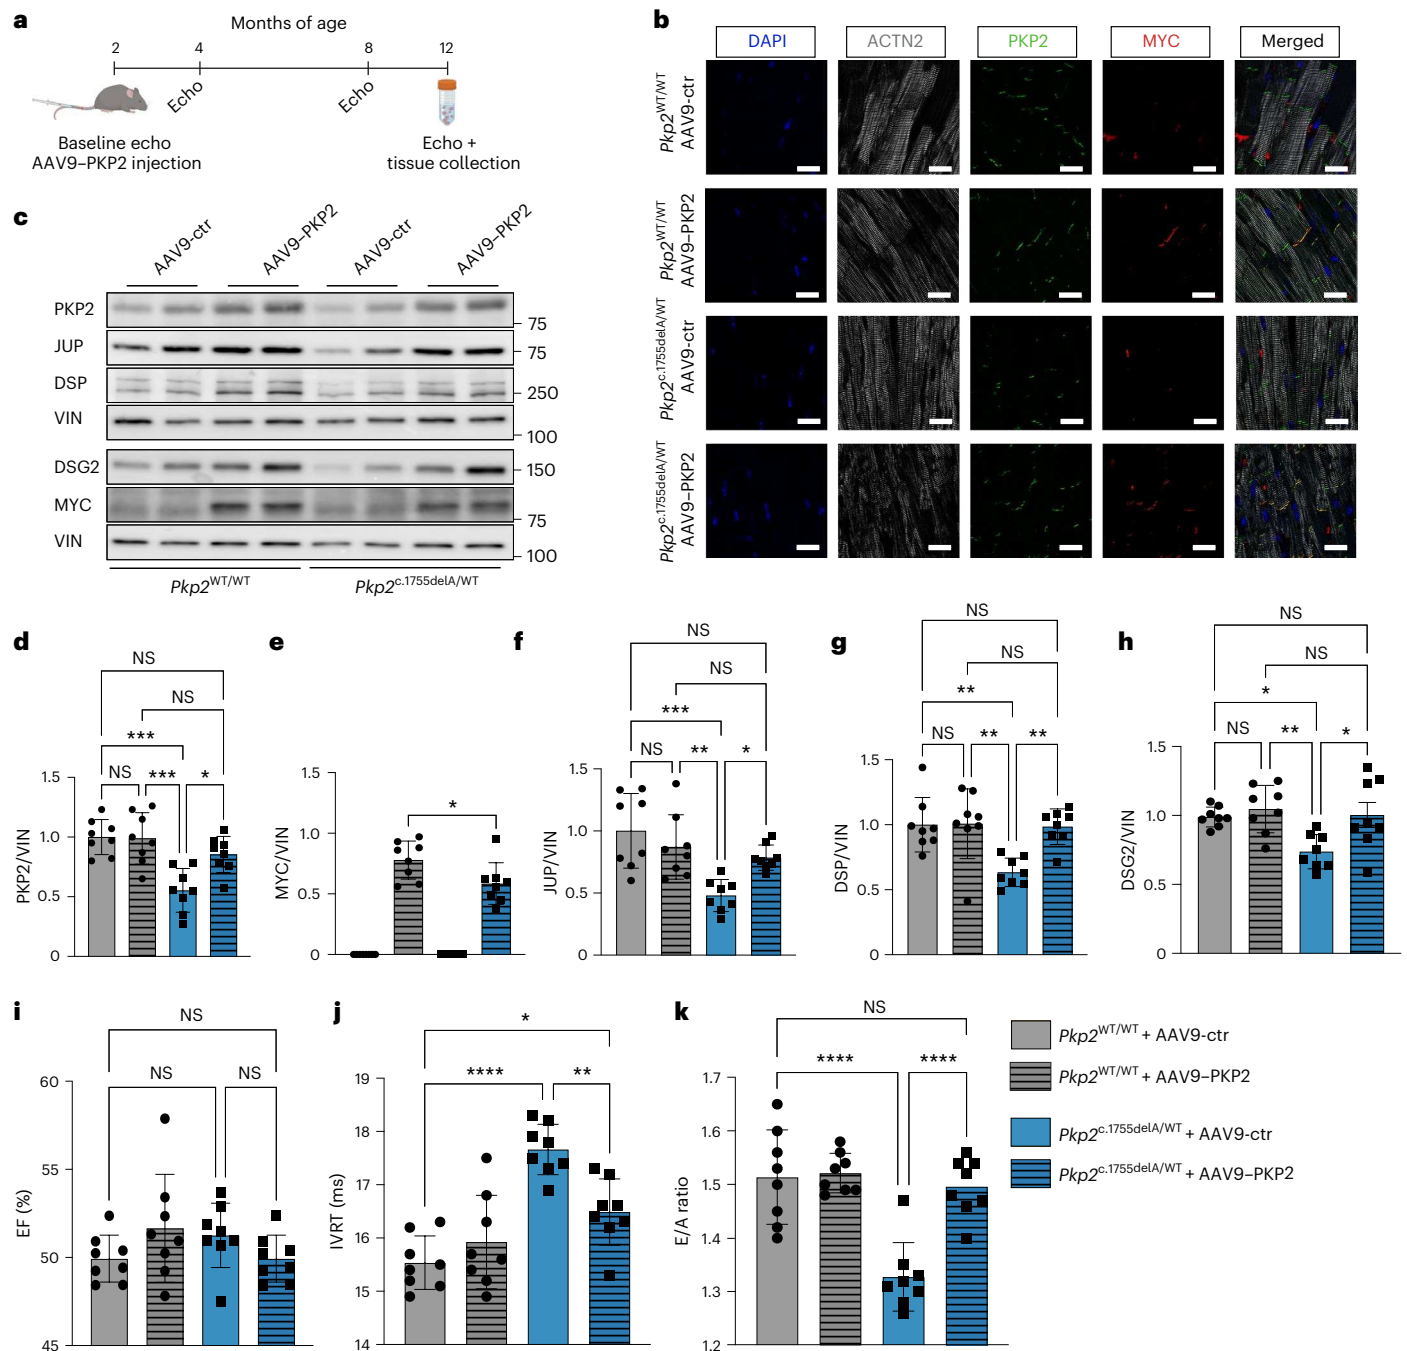 a
Months of age
2
4
8
12
Echo
Echo
Baseline echo
AAV9–PKP2 injection
Echo +
tissue collection
b
DAPI
ACTN2
PKP2
MYC
Merged
Pkp2WT/WT
AAV9-ctr
Pkp2WT/WT
AAV9–PKP2
Pkp2c.1755delA/WT
AAV9-ctr
Pkp2c.1755delA/WT
AAV9–PKP2
c
AAV9-ctr
AAV9–PKP2
AAV9-ctr
AAV9–PKP2
PKP2
75
JUP
75
DSP
250
VIN
100
DSG2
150
MYC
75
VIN
100
Pkp2WT/WT
Pkp2c.1755delA/WT
d
NS
NS
***
NS
***
*
1.5
1.0
0.5
0
PKP2/VIN
e
*
1.5
1.0
0.5
0
MYC/VIN
f
NS
NS
***
NS
**
*
1.5
1.0
0.5
0
JUP/VIN
g
NS
NS
**
NS
**
**
1.5
1.0
0.5
0
DSP/VIN
h
NS
NS
*
NS
**
*
1.5
1.0
0.5
0
DSG2/VIN
i
NS
NS
NS
60
55
50
45
EF (%)
j
*
****
**
19
18
17
16
15
14
IVRT (ms)
k
NS
****
****
1.7
1.6
1.5
1.4
1.3
1.2
E/A ratio
Pkp2WT/WT + AAV9-ctr
Pkp2WT/WT + AAV9–PKP2
Pkp2c.1755delA/WT + AAV9-ctr
Pkp2c.1755delA/WT + AAV9–PKP2